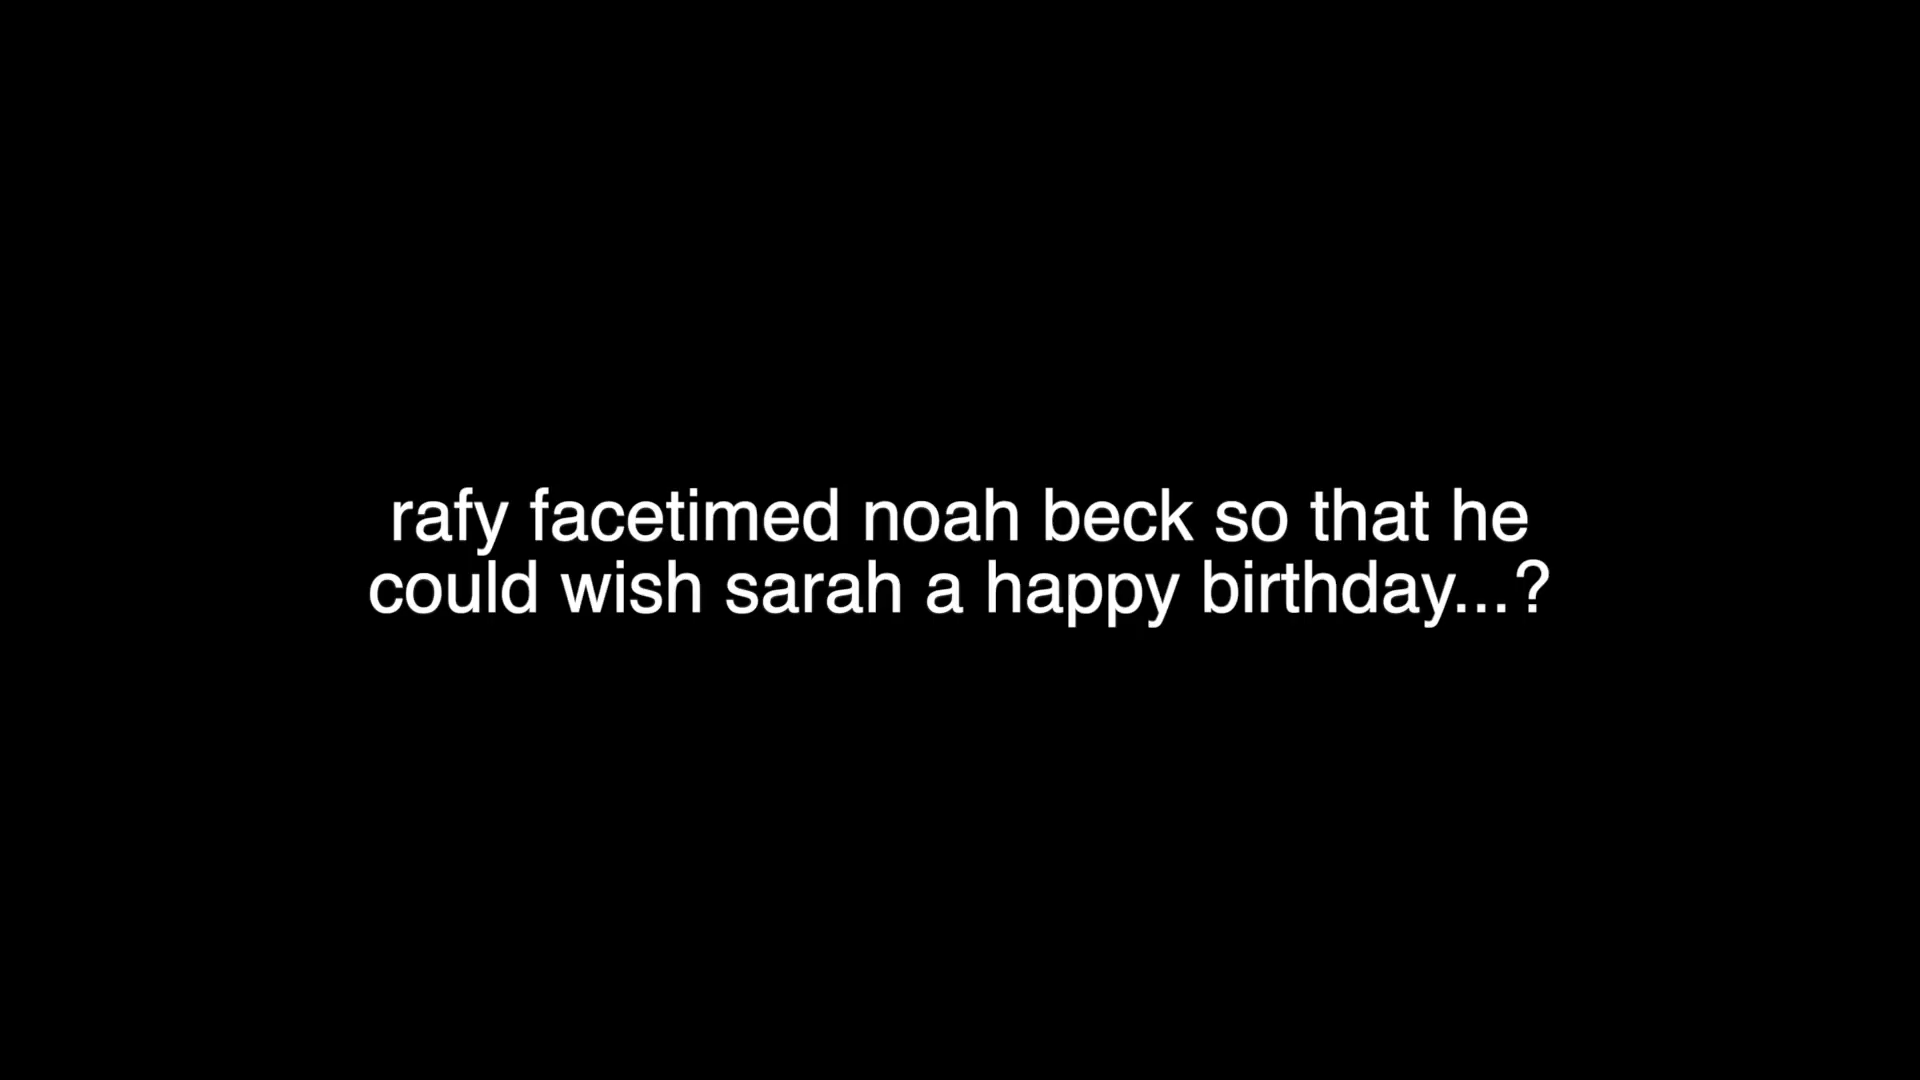 rafy facetimed noah beck so that he
could wish sarah a happy birthday...?